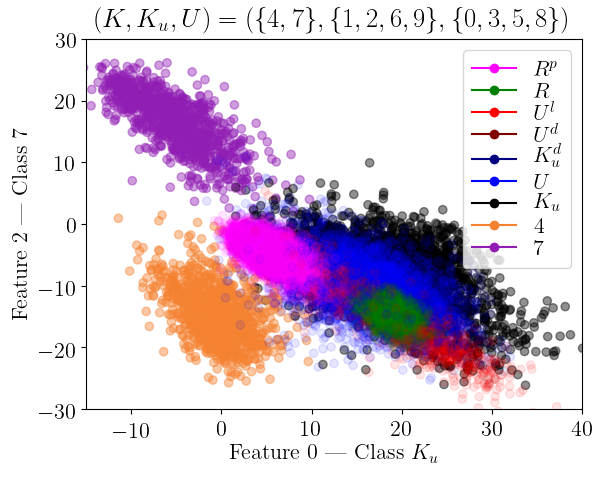 (K, K_u, U) = ({4, 7}, {1, 2, 6, 9}, {0, 3, 5, 8})
30
20
10
0
−10
−20
−30
Feature 2 — Class 7
R^p
R
U^l
U^d
K_u^d
U
K_u
4
7
−10
0
10
20
30
40
Feature 0 — Class K_u